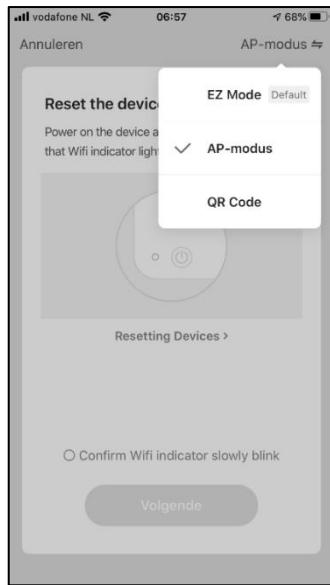 vodafone NL 06:57 68%
Annuleren AP-modus
Reset the devic
Power on the device a
that Wifi indicator light
EZ Mode Default
AP-modus
QR Code
Resetting Devices >
Confirm Wifi indicator slowly blink
Volgende